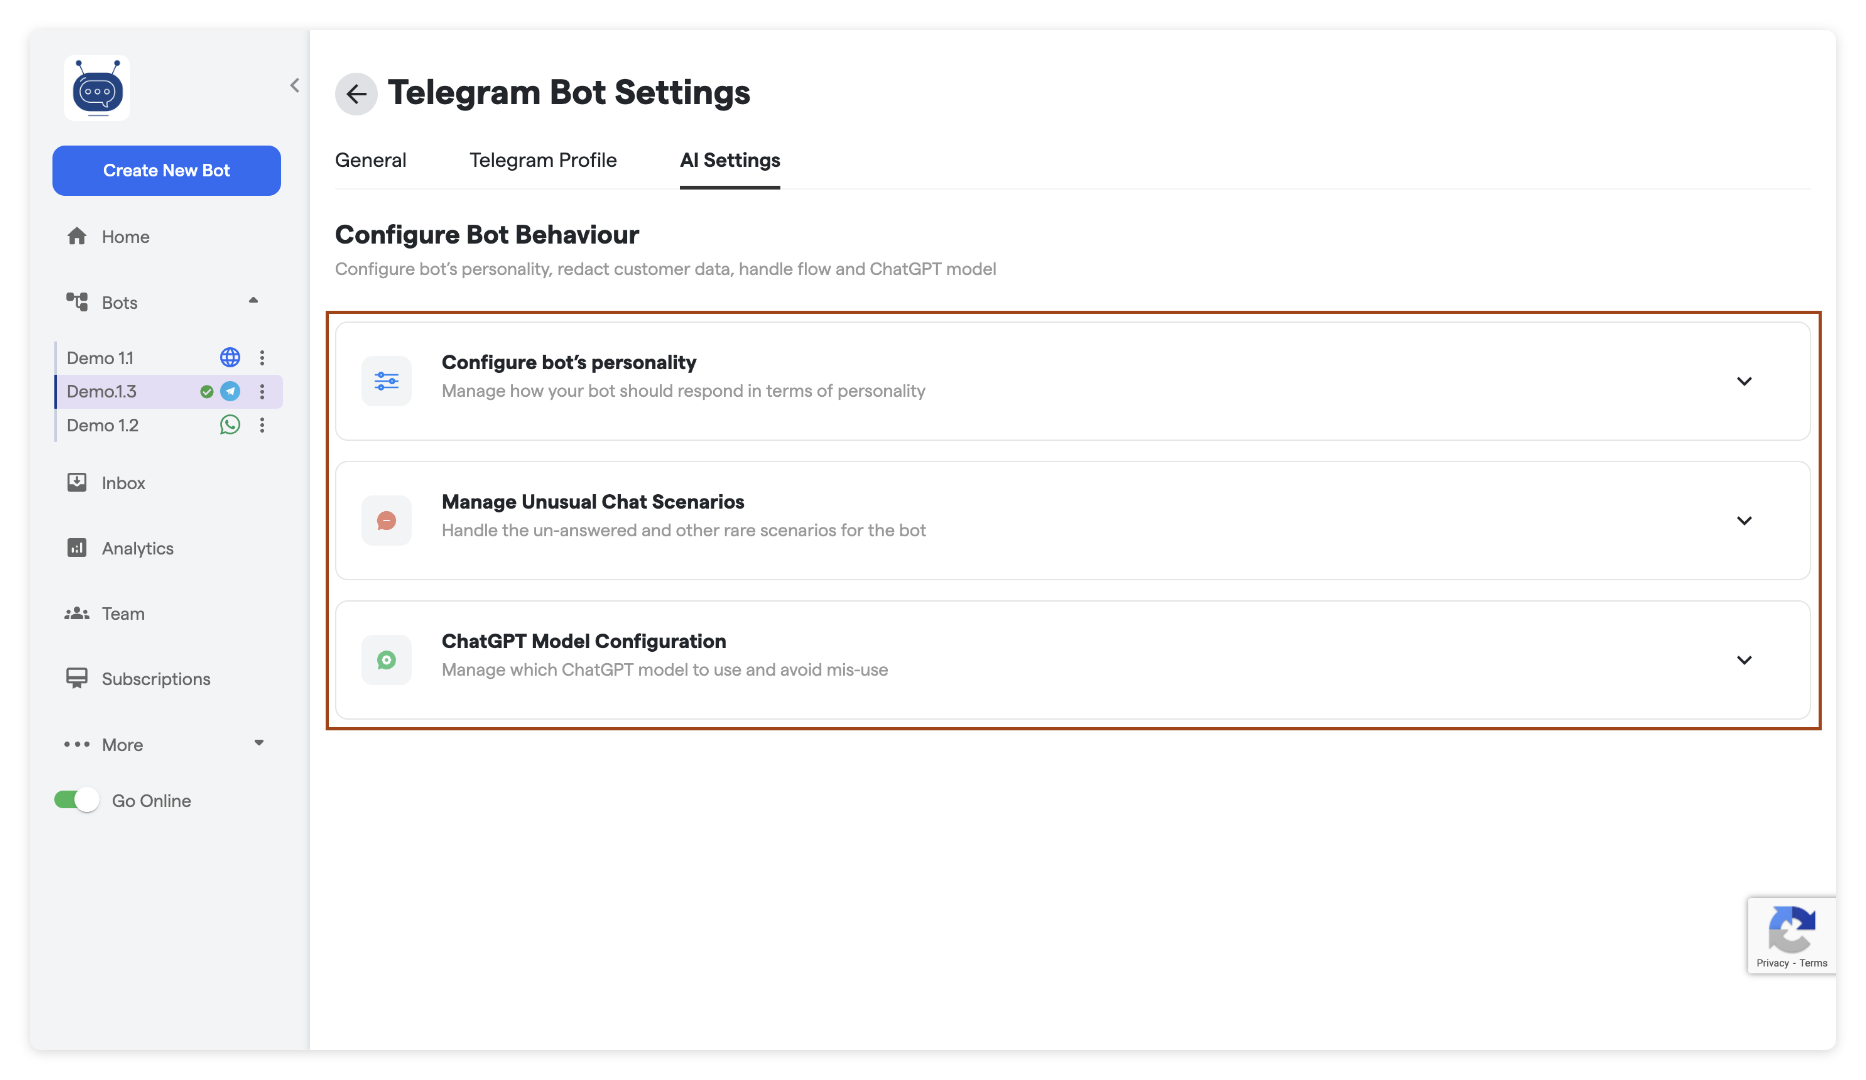 Create New Bot
Home
Bots
Demo 1.1
Demo.1.3
Demo 1.2
Inbox
Analytics
Team
Subscriptions
More
Go Online
Telegram Bot Settings
General
Telegram Profile
AI Settings
Configure Bot Behaviour
Configure bot’s personality, redact customer data, handle flow and ChatGPT model
Configure bot’s personality
Manage how your bot should respond in terms of personality
Manage Unusual Chat Scenarios
Handle the un-answered and other rare scenarios for the bot
ChatGPT Model Configuration
Manage which ChatGPT model to use and avoid mis-use
Privacy - Terms